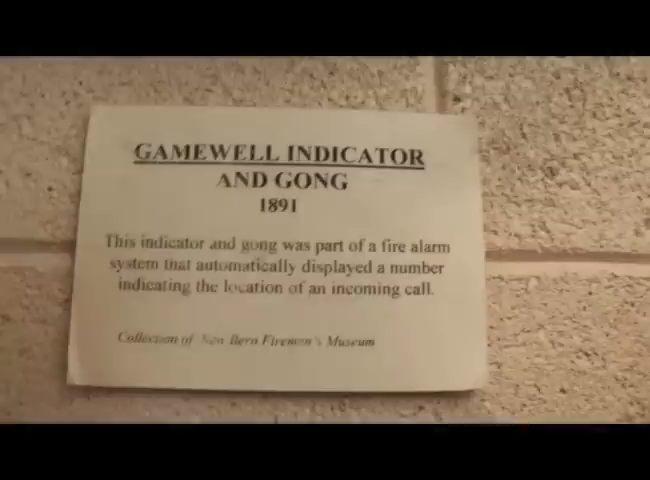 GAMEWELL INDICATOR
AND GONG
1891
This indicator and gong was part of a fire alarm
system that automatically displayed a number
indicating the location of an incoming call.
Collection of New Bern Firemen's Museum